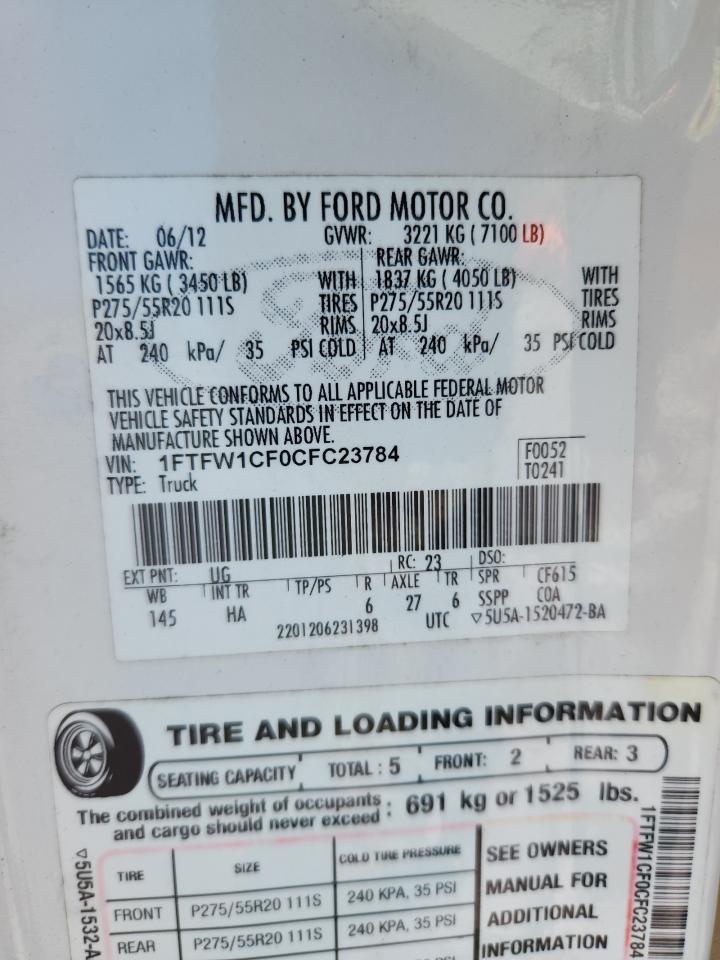 MFD. BY FORD MOTOR CO.
DATE: 06/12 GVWR: 3221 KG ( 7100 LB)
FRONT GAWR: REAR GAWR:
1565 KG ( 3450 LB) WITH 1837 KG ( 4050 LB) WITH
P275/55R20 111S TIRES P275/55R20 111S TIRES
20x8.5J RIMS 20x8.5J RIMS
AT 240 kPa/ 35 PSI COLD AT 240 kPa/ 35 PSI COLD
THIS VEHICLE CONFORMS TO ALL APPLICABLE FEDERAL MOTOR
VEHICLE SAFETY STANDARDS IN EFFECT ON THE DATE OF
MANUFACTURE SHOWN ABOVE.
VIN: 1FTFW1CF0CFC23784 F0052
TYPE: Truck T0241
EXT PNT: UG RC: 23 DSO:
WB INT TR TP/PS R AXLE TR SPR CF615
145 HA 6 27 6 SSPP COA
2201206231398 UTC ▽5U5A-1520472-BA
TIRE AND LOADING INFORMATION
SEATING CAPACITY TOTAL : 5 FRONT: 2 REAR: 3
The combined weight of occupants
and cargo should never exceed : 691 kg or 1525 lbs.
TIRE SIZE COLD TIRE PRESSURE SEE OWNERS
FRONT P275/55R20 111S 240 KPA, 35 PSI MANUAL FOR
REAR P275/55R20 111S 240 KPA, 35 PSI ADDITIONAL
INFORMATION
▽5U5A-1532-A
1FTFW1CF0CFC23784